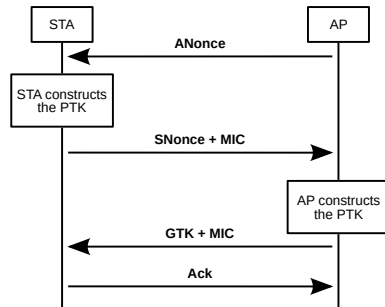 STA
AP
ANonce
STA constructs
the PTK
SNonce + MIC
AP constructs
the PTK
GTK + MIC
Ack